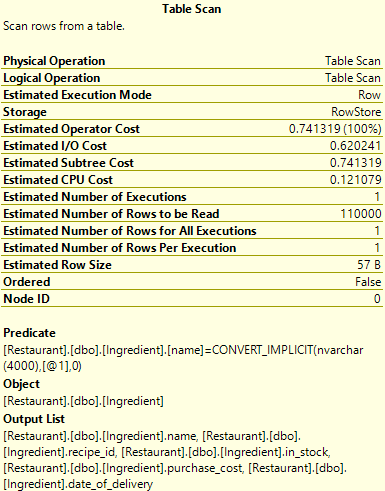 Table Scan
Scan rows from a table.
Physical Operation Table Scan
Logical Operation Table Scan
Estimated Execution Mode Row
Storage RowStore
Estimated Operator Cost 0.741319 (100%)
Estimated I/O Cost 0.620241
Estimated Subtree Cost 0.741319
Estimated CPU Cost 0.121079
Estimated Number of Executions 1
Estimated Number of Rows to be Read 110000
Estimated Number of Rows for All Executions 1
Estimated Number of Rows Per Execution 1
Estimated Row Size 57 B
Ordered False
Node ID 0
Predicate
[Restaurant].[dbo].[Ingredient].[name]=CONVERT_IMPLICIT(nvarchar
(4000),[@1],0)
Object
[Restaurant].[dbo].[Ingredient]
Output List
[Restaurant].[dbo].[Ingredient].name, [Restaurant].[dbo].
[Ingredient].recipe_id, [Restaurant].[dbo].[Ingredient].in_stock,
[Restaurant].[dbo].[Ingredient].purchase_cost, [Restaurant].[dbo].
[Ingredient].date_of_delivery